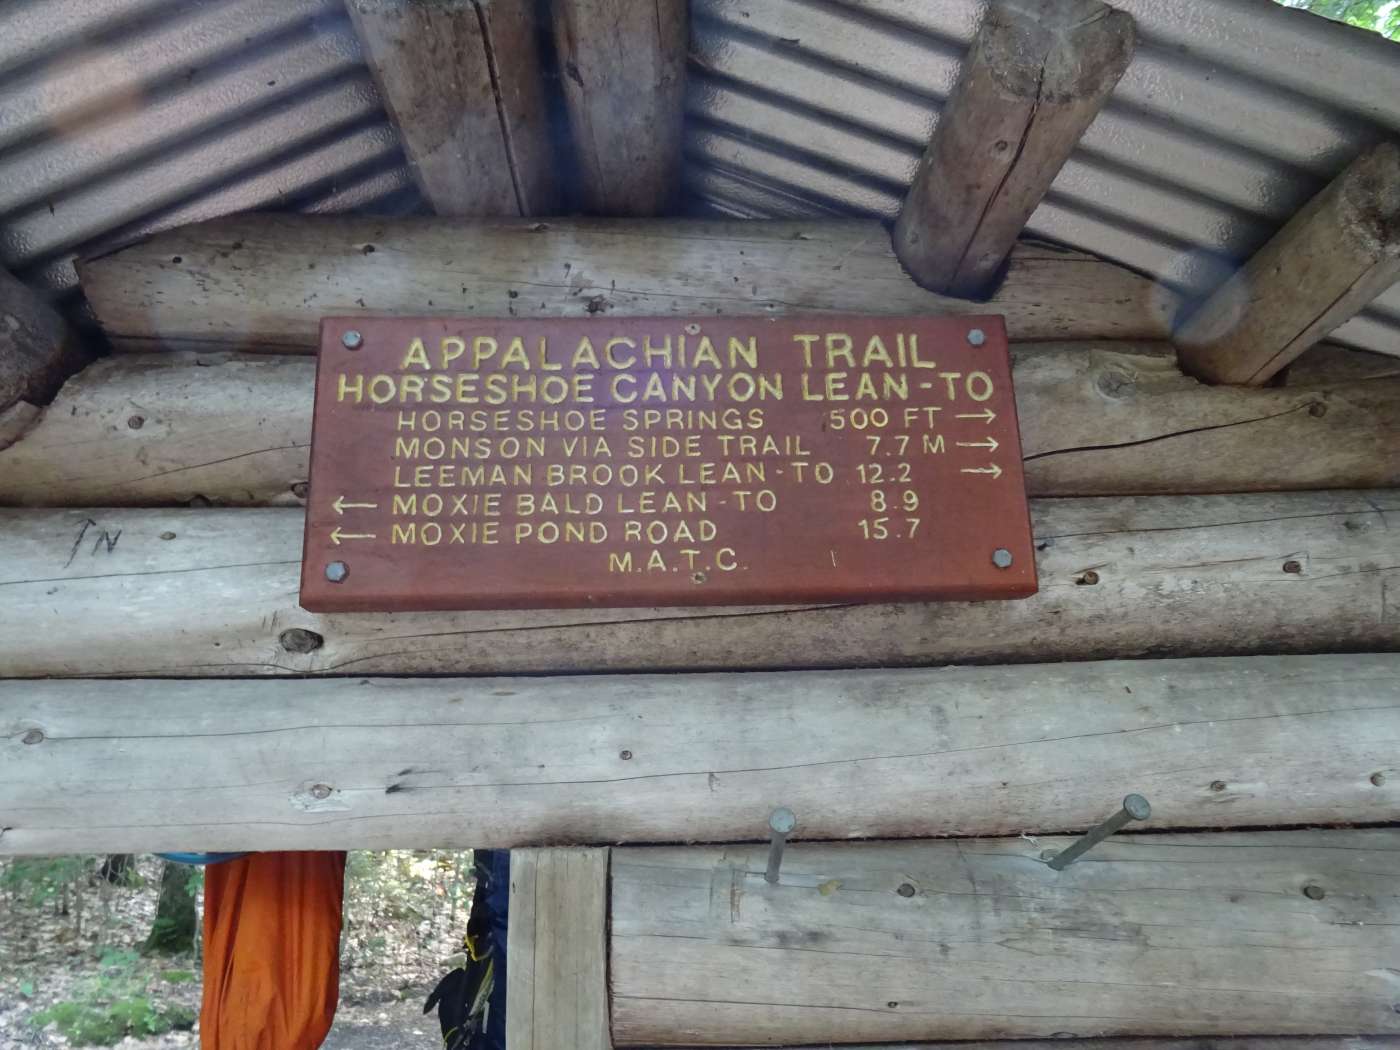 APPALACHIAN TRAIL
HORSESHOE CANYON LEAN-TO
HORSESHOE SPRINGS 500 FT →
MONSON VIA SIDE TRAIL 7.7 M →
LEEMAN BROOK LEAN-TO 12.2 →
← MOXIE BALD LEAN-TO 8.9
← MOXIE POND ROAD 15.7
M.A.T.C.
IN